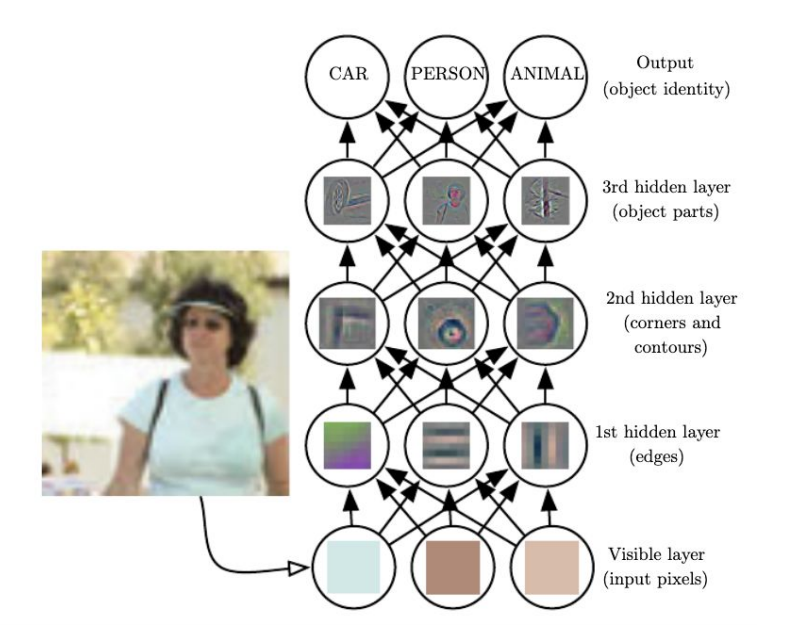 CAR
PERSON
ANIMAL
Output
(object identity)
3rd hidden layer
(object parts)
2nd hidden layer
(corners and
contours)
1st hidden layer
(edges)
Visible layer
(input pixels)